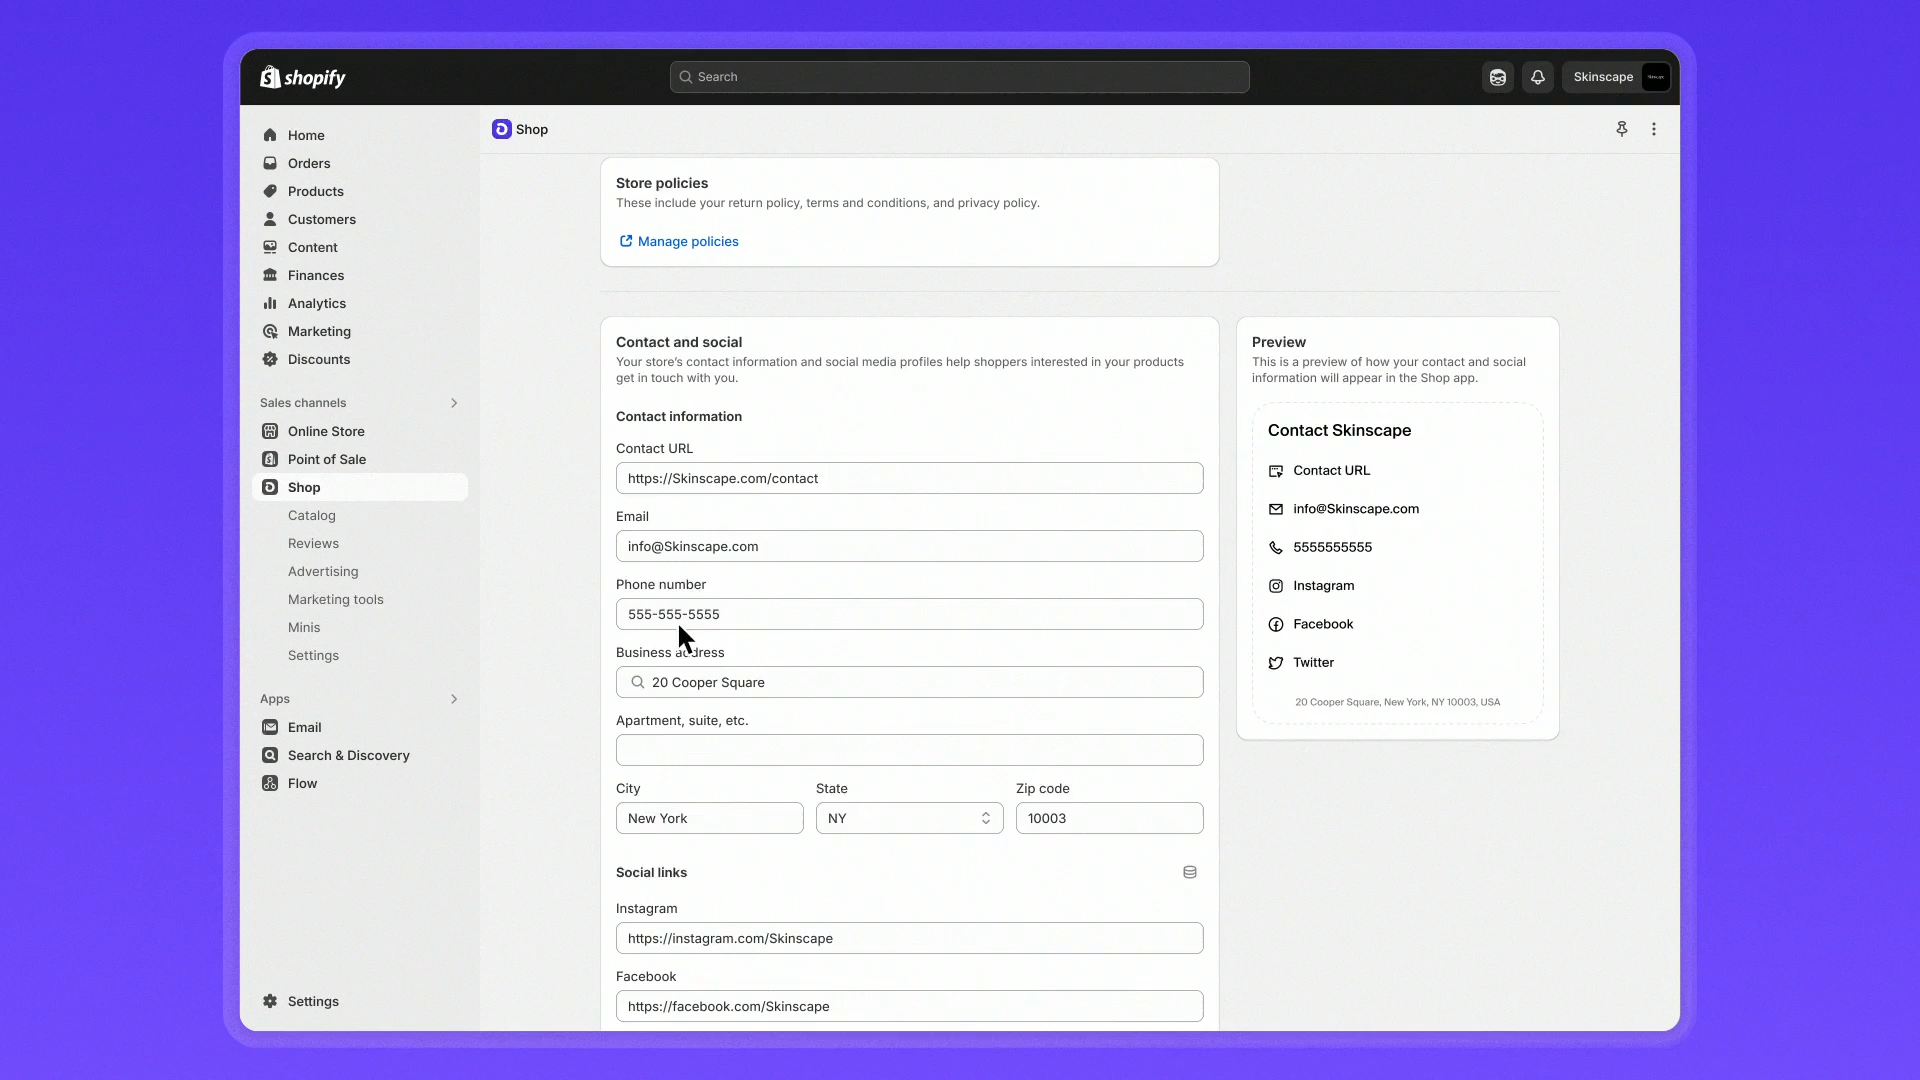 shopify
Search
Skinscape
Home
Orders
Products
Customers
Content
Finances
Analytics
Marketing
Discounts
Sales channels
Online Store
Point of Sale
Shop
Catalog
Reviews
Advertising
Marketing tools
Minis
Settings
Apps
Email
Search & Discovery
Flow
Settings
Shop
Store policies
These include your return policy, terms and conditions, and privacy policy.
Manage policies
Contact and social
Your store's contact information and social media profiles help shoppers interested in your products
get in touch with you.
Contact information
Contact URL
https://Skinscape.com/contact
Email
info@Skinscape.com
Phone number
555-555-5555
Business address
20 Cooper Square
Apartment, suite, etc.
City
State
Zip code
New York
NY
10003
Social links
Instagram
https://instagram.com/Skinscape
Facebook
https://facebook.com/Skinscape
Preview
This is a preview of how your contact and social
information will appear in the Shop app.
Contact Skinscape
Contact URL
info@Skinscape.com
5555555555
Instagram
Facebook
Twitter
20 Cooper Square, New York, NY 10003, USA